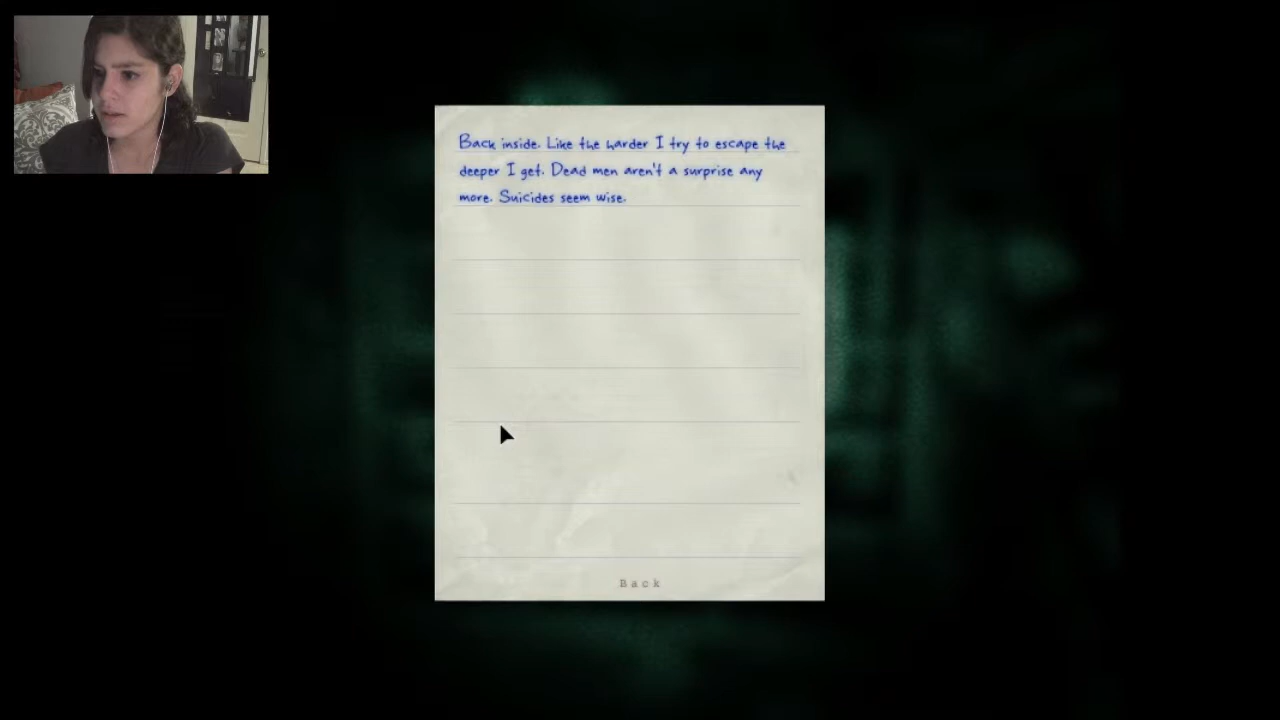 Back inside. Like the harder I try to escape the
deeper I get. Dead men aren't a surprise any
more. Suicides seem wise.
Back